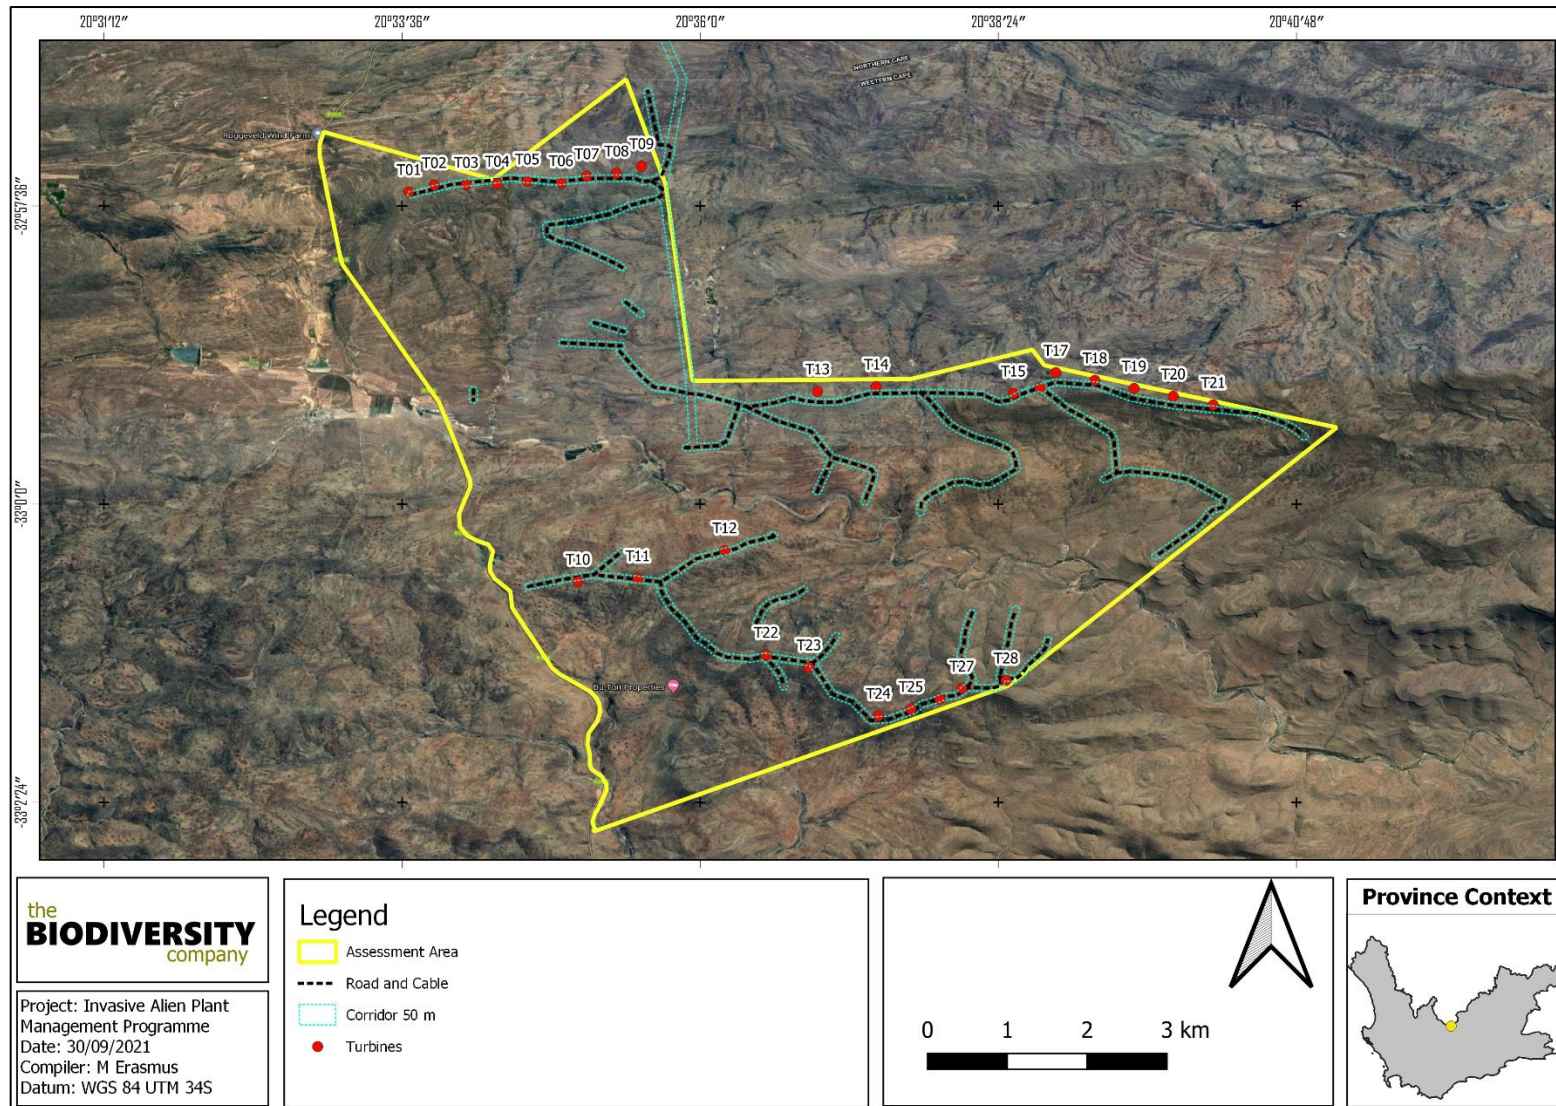 20°31′12″ 20°33′36″ 20°36′0″ 20°38′24″ 20°40′48″
NORTHERN CAPE
WESTERN CAPE
Roggeveld Wind Farm
T01 T02 T03 T04 T05 T06 T07 T08 T09
-32°57′36″
T13 T14 T15 T17 T18 T19 T20 T21
-33°0′0″
T10 T11 T12
T22 T23 T24 T25 T27 T28
Du Toit Properties
-33°2′24″
the
BIODIVERSITY
company
Project: Invasive Alien Plant
Management Programme
Date: 30/09/2021
Compiler: M Erasmus
Datum: WGS 84 UTM 34S
Legend
Assessment Area
Road and Cable
Corridor 50 m
Turbines
0 1 2 3 km
Province Context